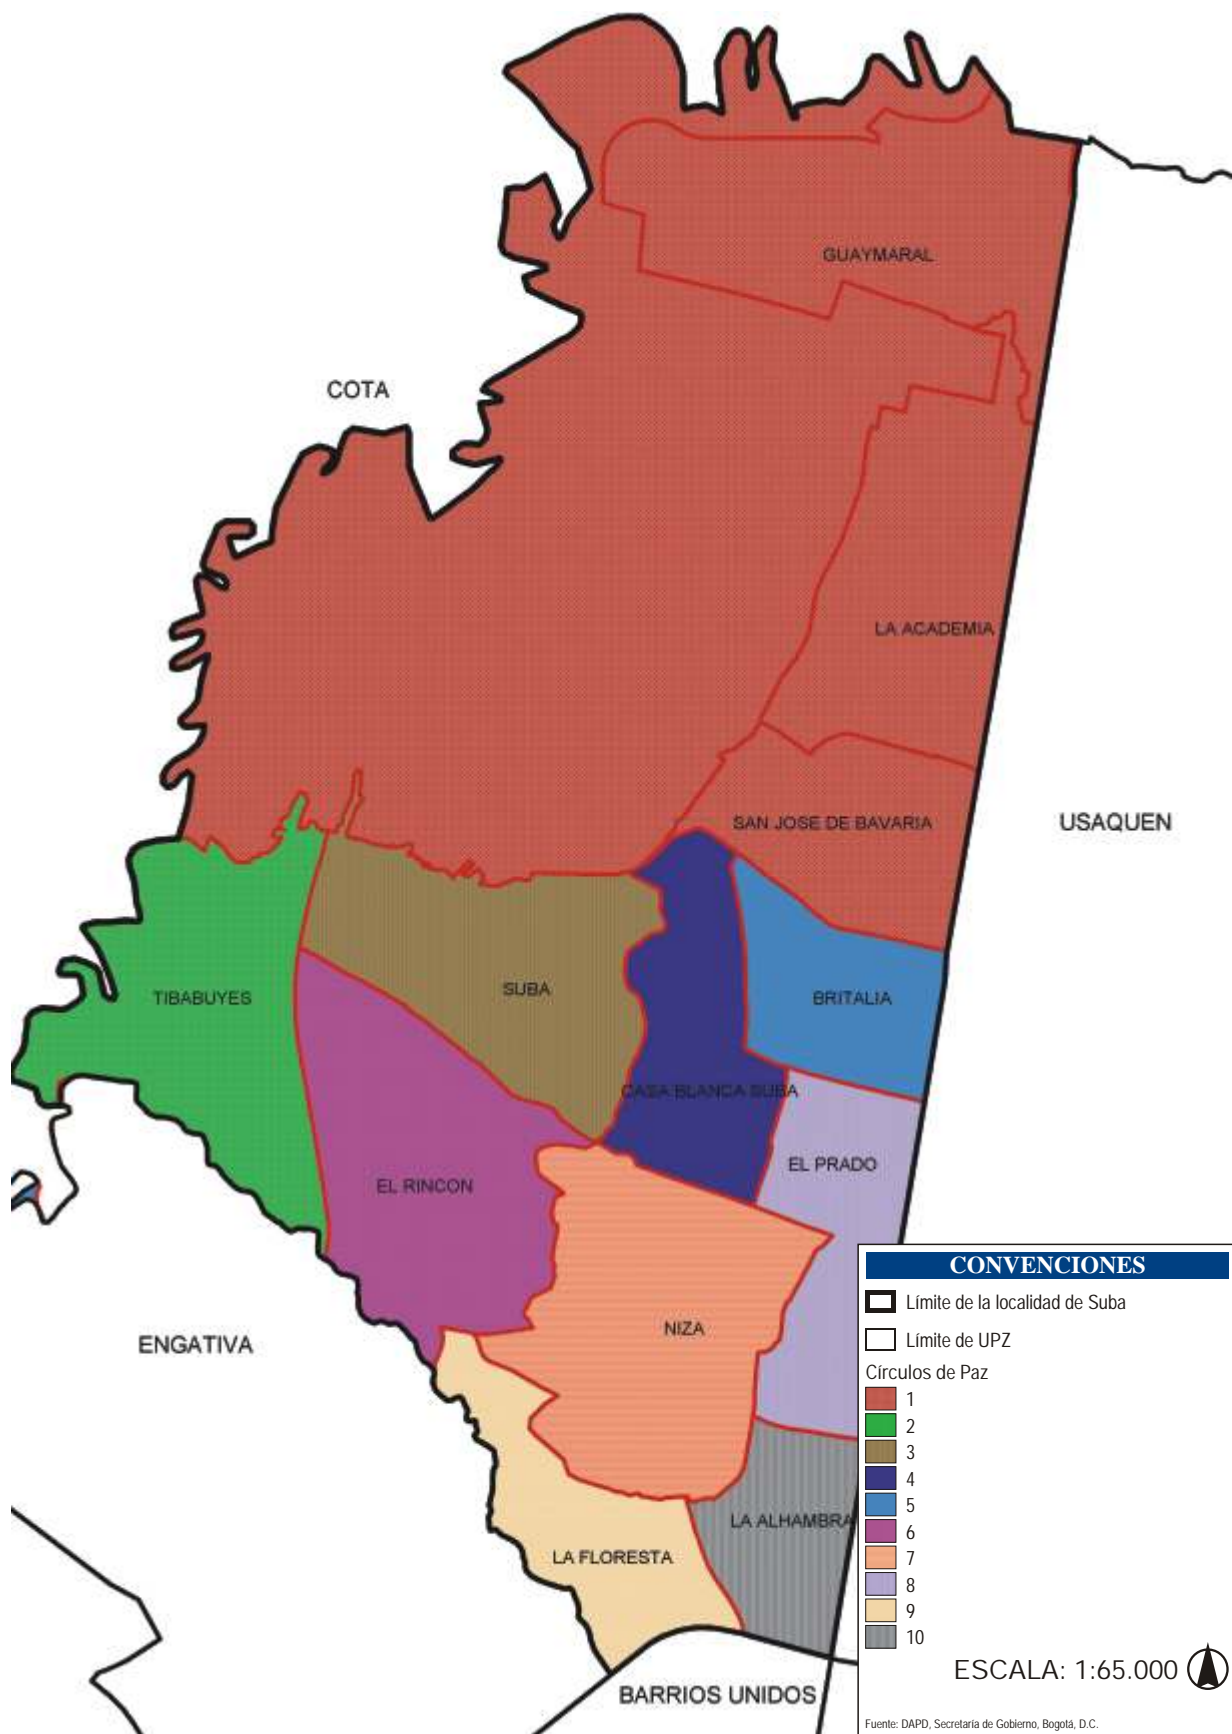 GUAYMARAL
COTA
LA ACADEMIA
SAN JOSE DE BAVARIA
USAQUEN
TIBABUYES
SUBA
BRITALIA
CASA BLANCA SUBA
EL PRADO
EL RINCON
NIZA
ENGATIVA
LA ALHAMBRA
LA FLORESTA
BARRIOS UNIDOS
CONVENCIONES
Límite de la localidad de Suba
Límite de UPZ
Círculos de Paz
1
2
3
4
5
6
7
8
9
10
ESCALA: 1:65.000
Fuente: DAPD, Secretaría de Gobierno, Bogotá, D.C.